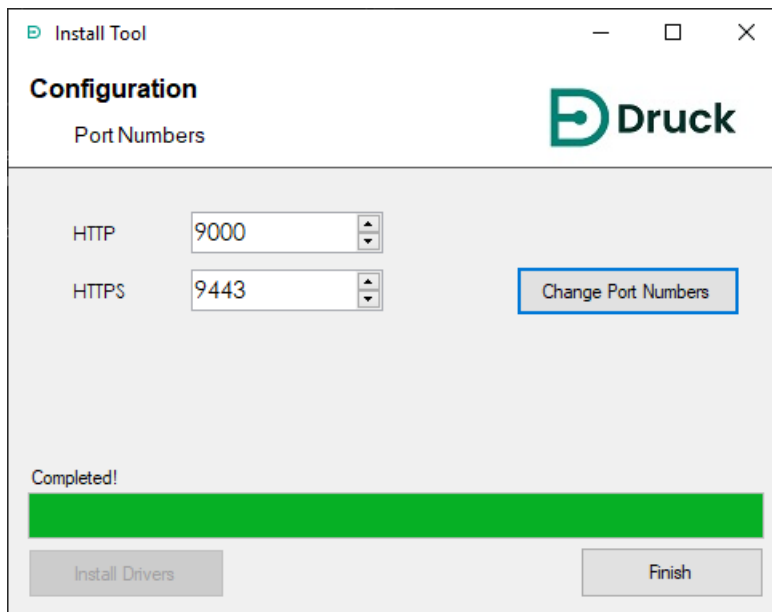 Install Tool
Configuration
Port Numbers
Druck
HTTP 9000
HTTPS 9443 Change Port Numbers
Completed!
Install Drivers Finish